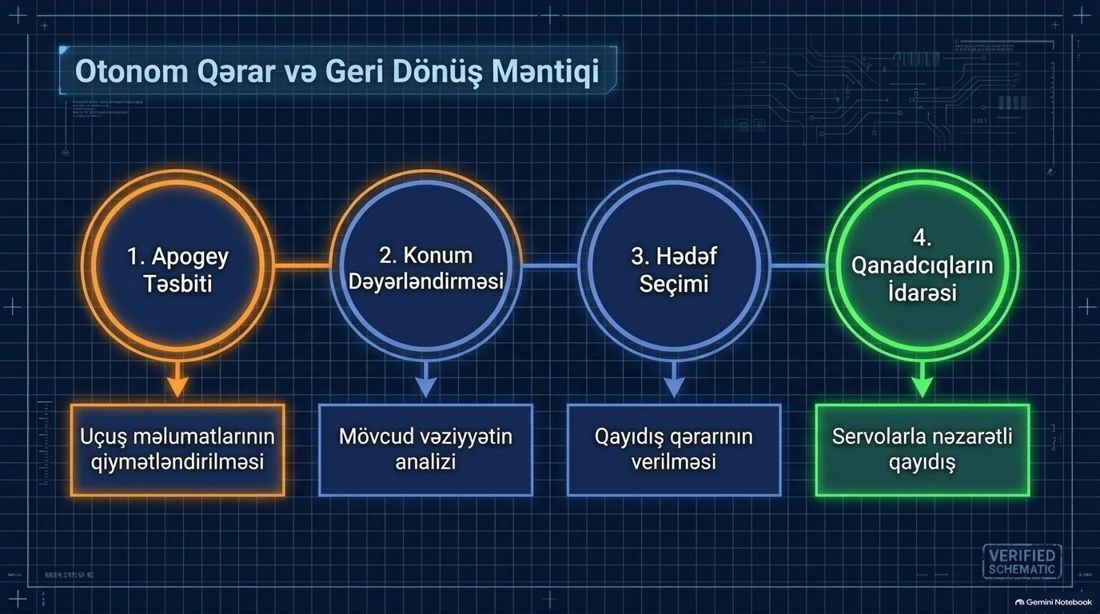 Otonom Qərar və Geri Dönüş Məntiqi
1. Apogey
Təsbiti
2. Konum
Dəyərləndirməsi
3. Hədəf
Seçimi
4.
Qanadcıqların
İdarəsi
Uçuş məlumatlarının
qiymətləndirilməsi
Mövcud vəziyyətin
analizi
Qayıdış qərarının
verilməsi
Servolarla nəzarətli
qayıdış
VERIFIED
SCHEMATIC
Gemini Notebook